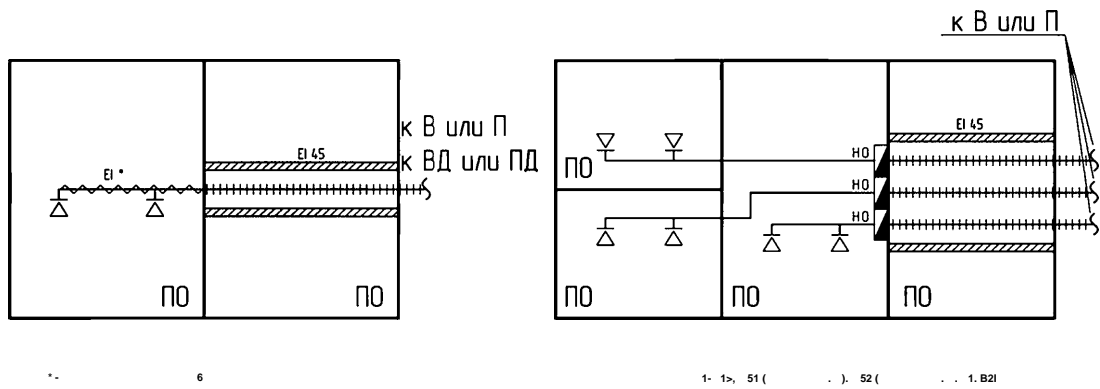 к В или П
к В или П
EI 45
к ВД или ПД
EI *
ПО
ПО
EI 45
НО
ПО
НО
НО
ПО
ПО
ПО
* - 6
1- 1>, 51 ( . ). 52 ( . . 1. B2I